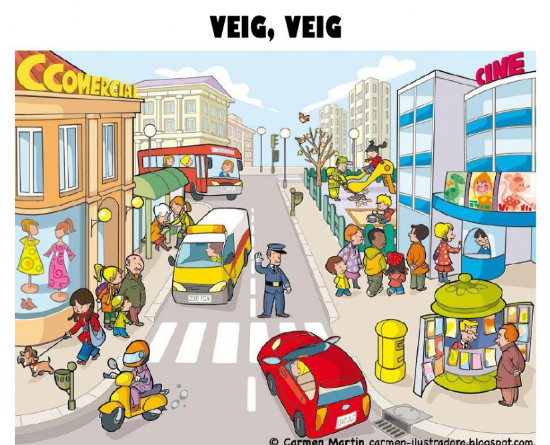 VEIG, VEIG
CCOMERCIAL
CINE
© Carmen Martin carmen-ilustradora.blogspot.com